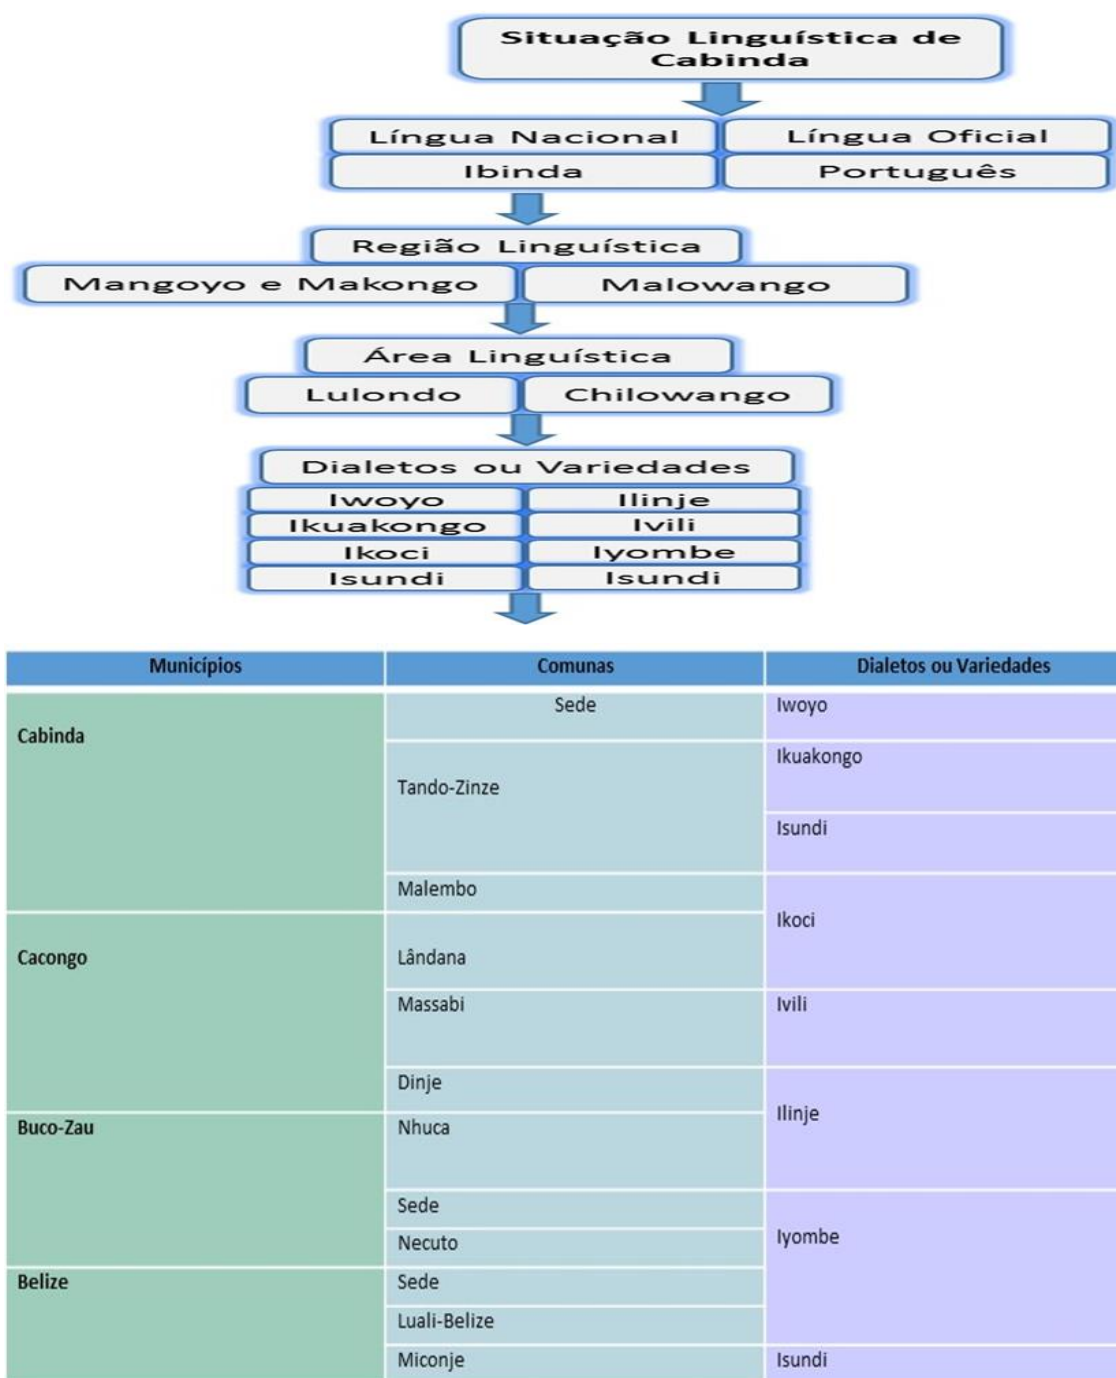 Situação Linguística de
Cabinda
Língua Nacional Língua Oficial
Ibinda Português
Região Linguística
Mangoyo e Makongo Malowango
Área Linguística
Lulondo Chilowango
Dialetos ou Variedades
Iwoyo Ilinje
Ikuakongo Ivili
Ikoci Iyombe
Isundi Isundi
Municípios Comunas Dialetos ou Variedades
Cabinda
Sede Iwoyo
Tando-Zinze
Ikuakongo
Isundi
Malembo
Ikoci
Cacongo Lândana
Massabi Ivili
Dinje
Ilinje
Buco-Zau Nhuca
Sede
Iyombe
Necuto
Belize Sede
Luali-Belize
Miconje Isundi